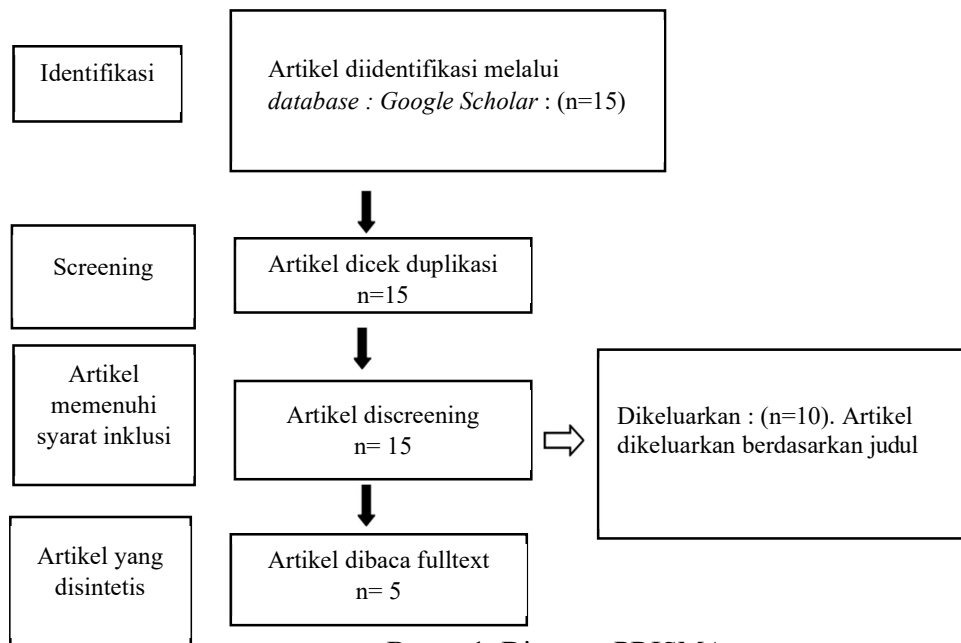 Identifikasi
Artikel diidentifikasi melalui
database : Google Scholar : (n=15)
Screening
Artikel dicek duplikasi
n=15
Artikel
memenuhi
syarat inklusi
Artikel discreening
n= 15
Dikeluarkan : (n=10). Artikel
dikeluarkan berdasarkan judul
Artikel yang
disintetis
Artikel dibaca fulltext
n= 5